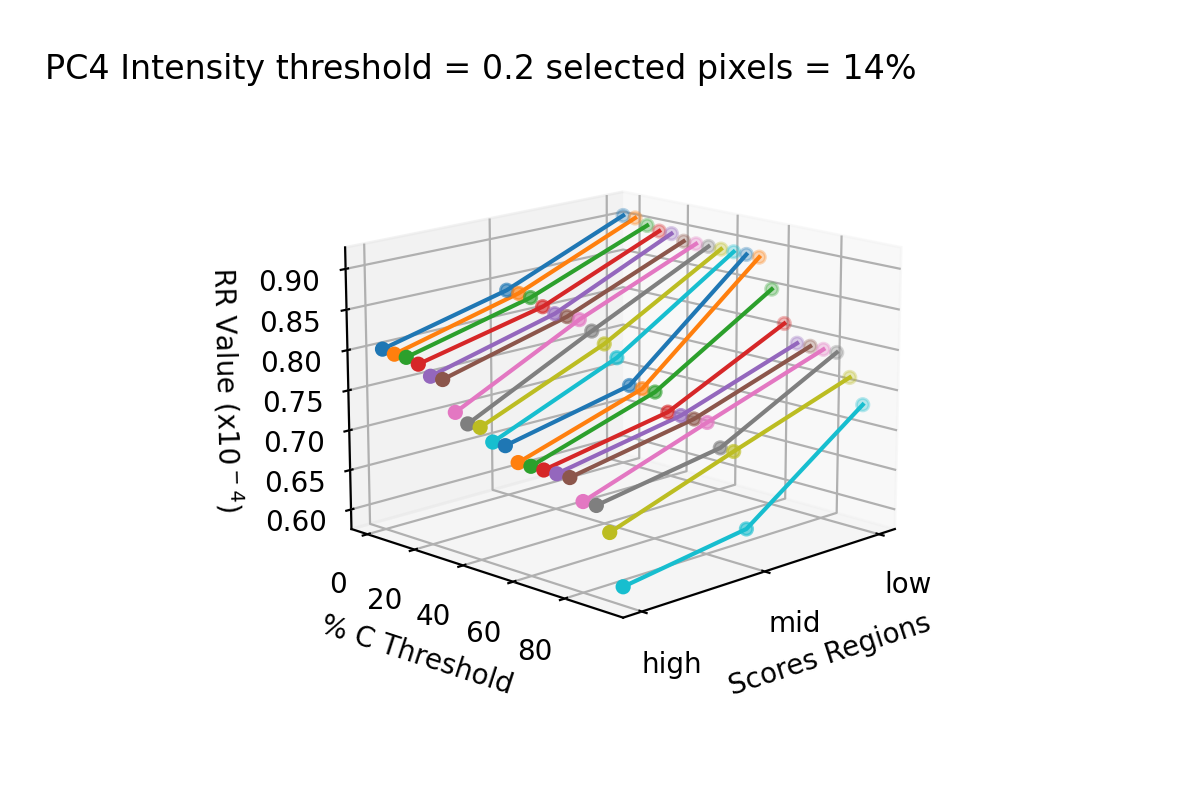 PC4 Intensity threshold = 0.2 selected pixels = 14%
RR Value (x10⁻⁴)
0.90
0.85
0.80
0.75
0.70
0.65
0.60
0
20
40
60
80
% C Threshold
high
mid
low
Scores Regions